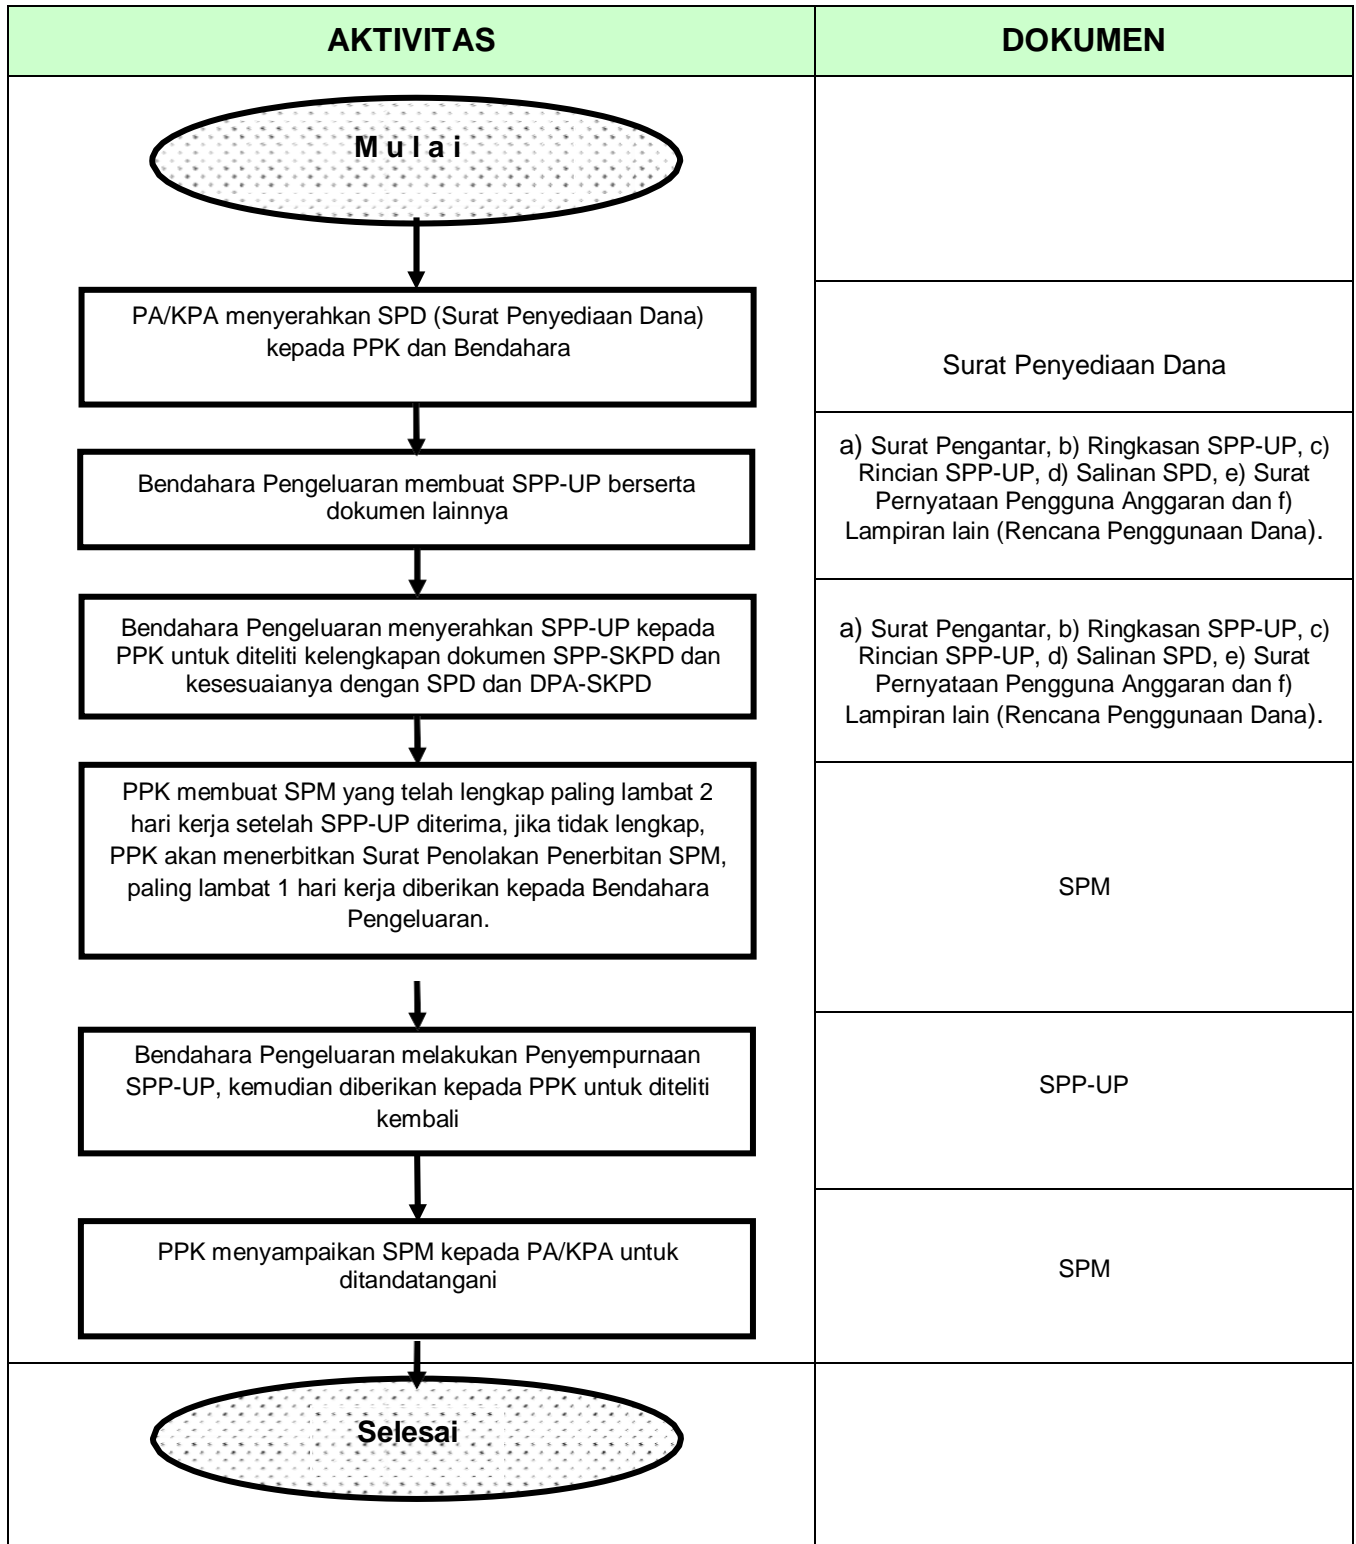 AKTIVITAS
DOKUMEN
M u l a i
PA/KPA menyerahkan SPD (Surat Penyediaan Dana)
kepada PPK dan Bendahara
Surat Penyediaan Dana
Bendahara Pengeluaran membuat SPP-UP berserta
dokumen lainnya
a) Surat Pengantar, b) Ringkasan SPP-UP, c)
Rincian SPP-UP, d) Salinan SPD, e) Surat
Pernyataan Pengguna Anggaran dan f)
Lampiran lain (Rencana Penggunaan Dana).
Bendahara Pengeluaran menyerahkan SPP-UP kepada
PPK untuk diteliti kelengkapan dokumen SPP-SKPD dan
kesesuaianya dengan SPD dan DPA-SKPD
a) Surat Pengantar, b) Ringkasan SPP-UP, c)
Rincian SPP-UP, d) Salinan SPD, e) Surat
Pernyataan Pengguna Anggaran dan f)
Lampiran lain (Rencana Penggunaan Dana).
PPK membuat SPM yang telah lengkap paling lambat 2
hari kerja setelah SPP-UP diterima, jika tidak lengkap,
PPK akan menerbitkan Surat Penolakan Penerbitan SPM,
paling lambat 1 hari kerja diberikan kepada Bendahara
Pengeluaran.
SPM
Bendahara Pengeluaran melakukan Penyempurnaan
SPP-UP, kemudian diberikan kepada PPK untuk diteliti
kembali
SPP-UP
PPK menyampaikan SPM kepada PA/KPA untuk
ditandatangani
SPM
Selesai